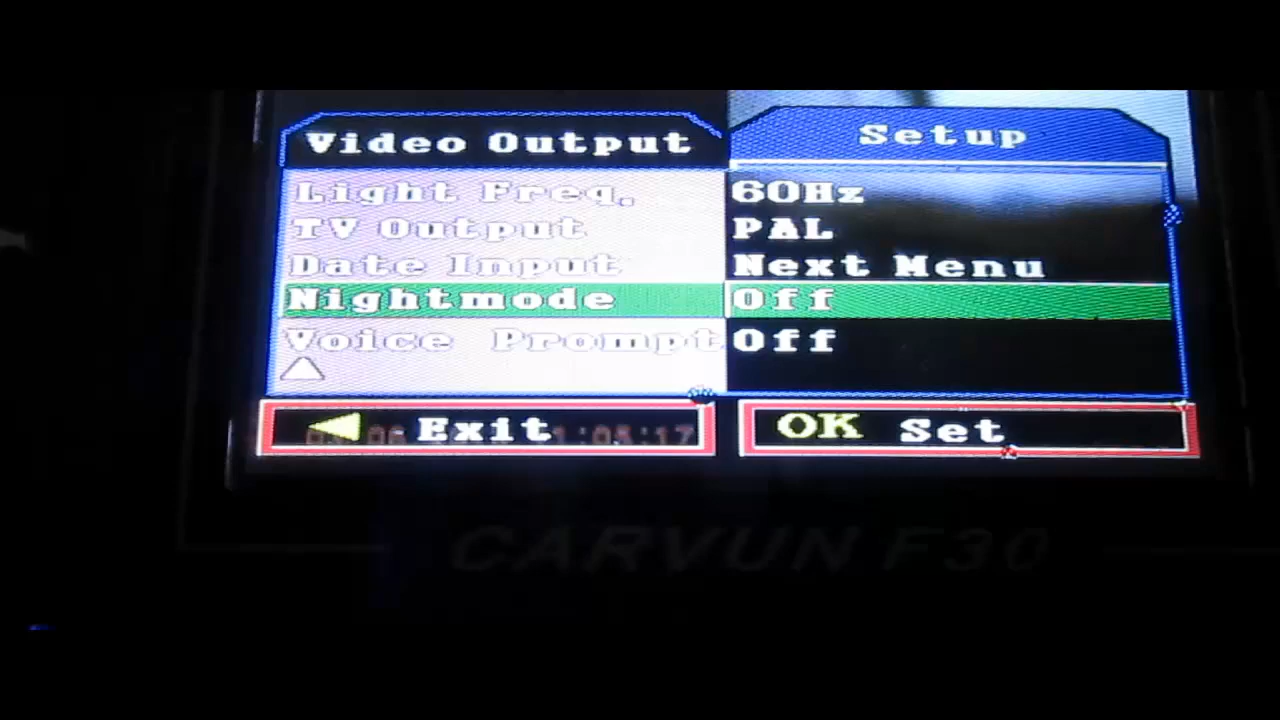 Video Output
Setup
Light Freq. 60Hz
TV Output PAL
Date Input Next Menu
Nightmode Off
Voice Prompt Off
Exit
OK Set
CARVUN F30